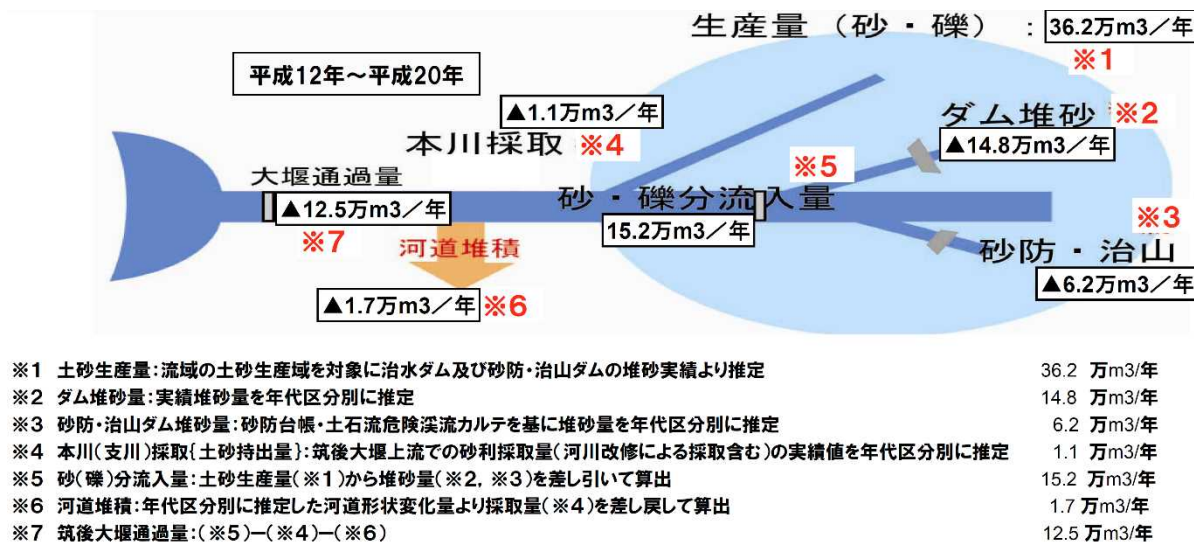 生産量（砂・礫）：36.2万m3／年
※1
平成12年～平成20年
▲1.1万m3／年
本川採取 ※4
ダム堆砂 ※2
▲14.8万m3／年
※5
大堰通過量
▲12.5万m3／年
※7
砂・礫分流入量
15.2万m3／年
※3
河道堆積
砂防・治山
▲6.2万m3／年
▲1.7万m3／年 ※6
※1 土砂生産量：流域の土砂生産域を対象に治水ダム及び砂防・治山ダムの堆砂実績より推定 36.2 万m3/年
※2 ダム堆砂量：実績堆砂量を年代区分別に推定 14.8 万m3/年
※3 砂防・治山ダム堆砂量：砂防台帳・土石流危険渓流カルテを基に堆砂量を年代区分別に推定 6.2 万m3/年
※4 本川（支川）採取{土砂持出量}：筑後大堰上流での砂利採取量（河川改修による採取含む）の実績値を年代区分別に推定 1.1 万m3/年
※5 砂（礫）分流入量：土砂生産量（※1）から堆砂量（※2，※3）を差し引いて算出 15.2 万m3/年
※6 河道堆積：年代区分別に推定した河道形状変化量より採取量（※4）を差し戻して算出 1.7 万m3/年
※7 筑後大堰通過量：（※5）－（※4）－（※6） 12.5 万m3/年